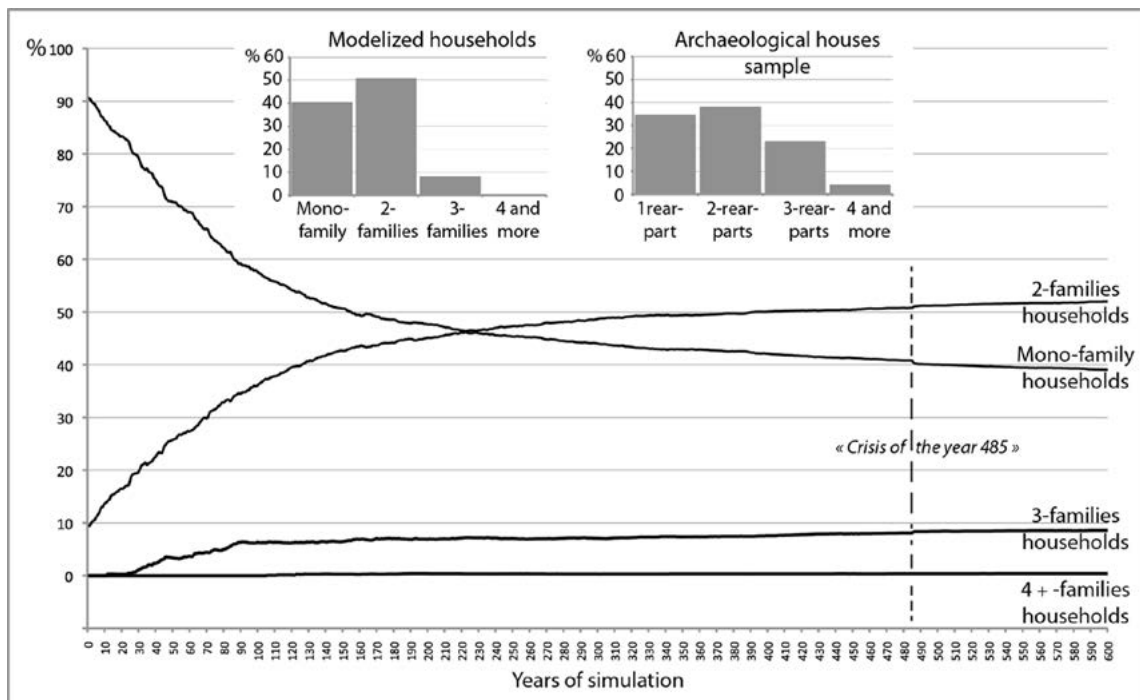 % 100
90
80
70
60
50
40
30
20
10
0
Modelized households
% 60
50
40
30
20
10
0
Mono-
family
2-
families
3-
families
4 and
more
Archaeological houses
sample
% 60
50
40
30
20
10
0
1rear-
part
2-rear-
parts
3-rear-
parts
4 and
more
2-families
households
Mono-family
households
« Crisis of the year 485 »
3-families
households
4 + -families
households
0 10 20 30 40 50 60 70 80 90 100 110 120 130 140 150 160 170 180 190 200 210 220 230 240 250 260 270 280 290 300 310 320 330 340 350 360 370 380 390 400 410 420 430 440 450 460 470 480 490 500 510 520 530 540 550 560 570 580 590 600
Years of simulation